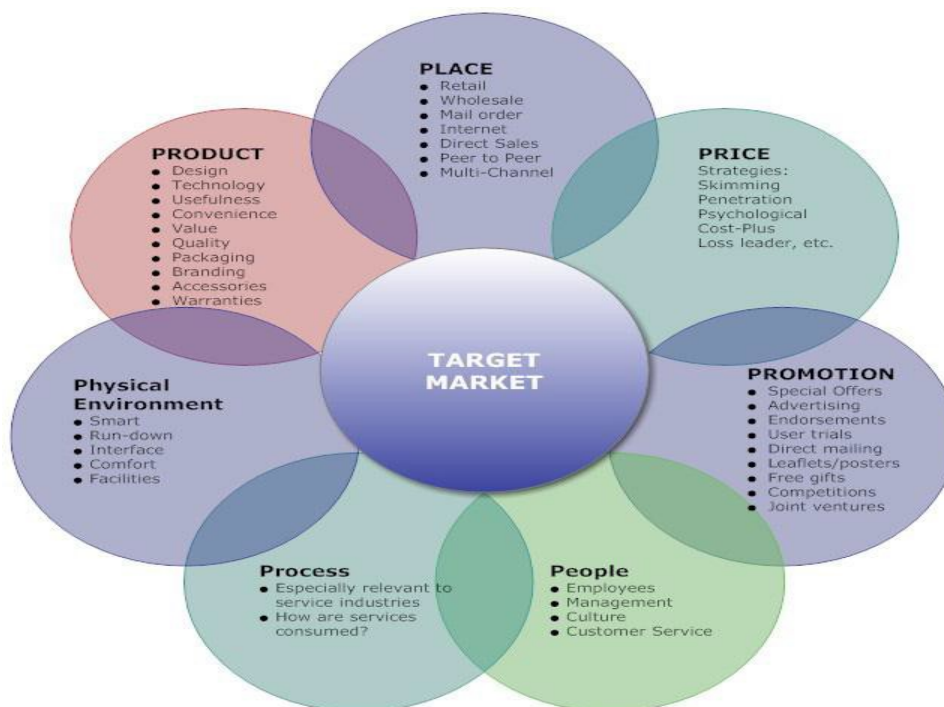 PLACE
Retail
Wholesale
Mail order
Internet
Direct Sales
Peer to Peer
Multi-Channel
PRICE
Strategies:
Skimming
Penetration
Psychological
Cost-Plus
Loss leader, etc.
PROMOTION
Special Offers
Advertising
Endorsements
User trials
Direct mailing
Leaflets/posters
Free gifts
Competitions
Joint ventures
People
Employees
Management
Culture
Customer Service
Process
Especially relevant to
service industries
How are services
consumed?
Physical
Environment
Smart
Run-down
Interface
Comfort
Facilities
PRODUCT
Design
Technology
Usefulness
Convenience
Value
Quality
Packaging
Branding
Accessories
Warranties
TARGET
MARKET